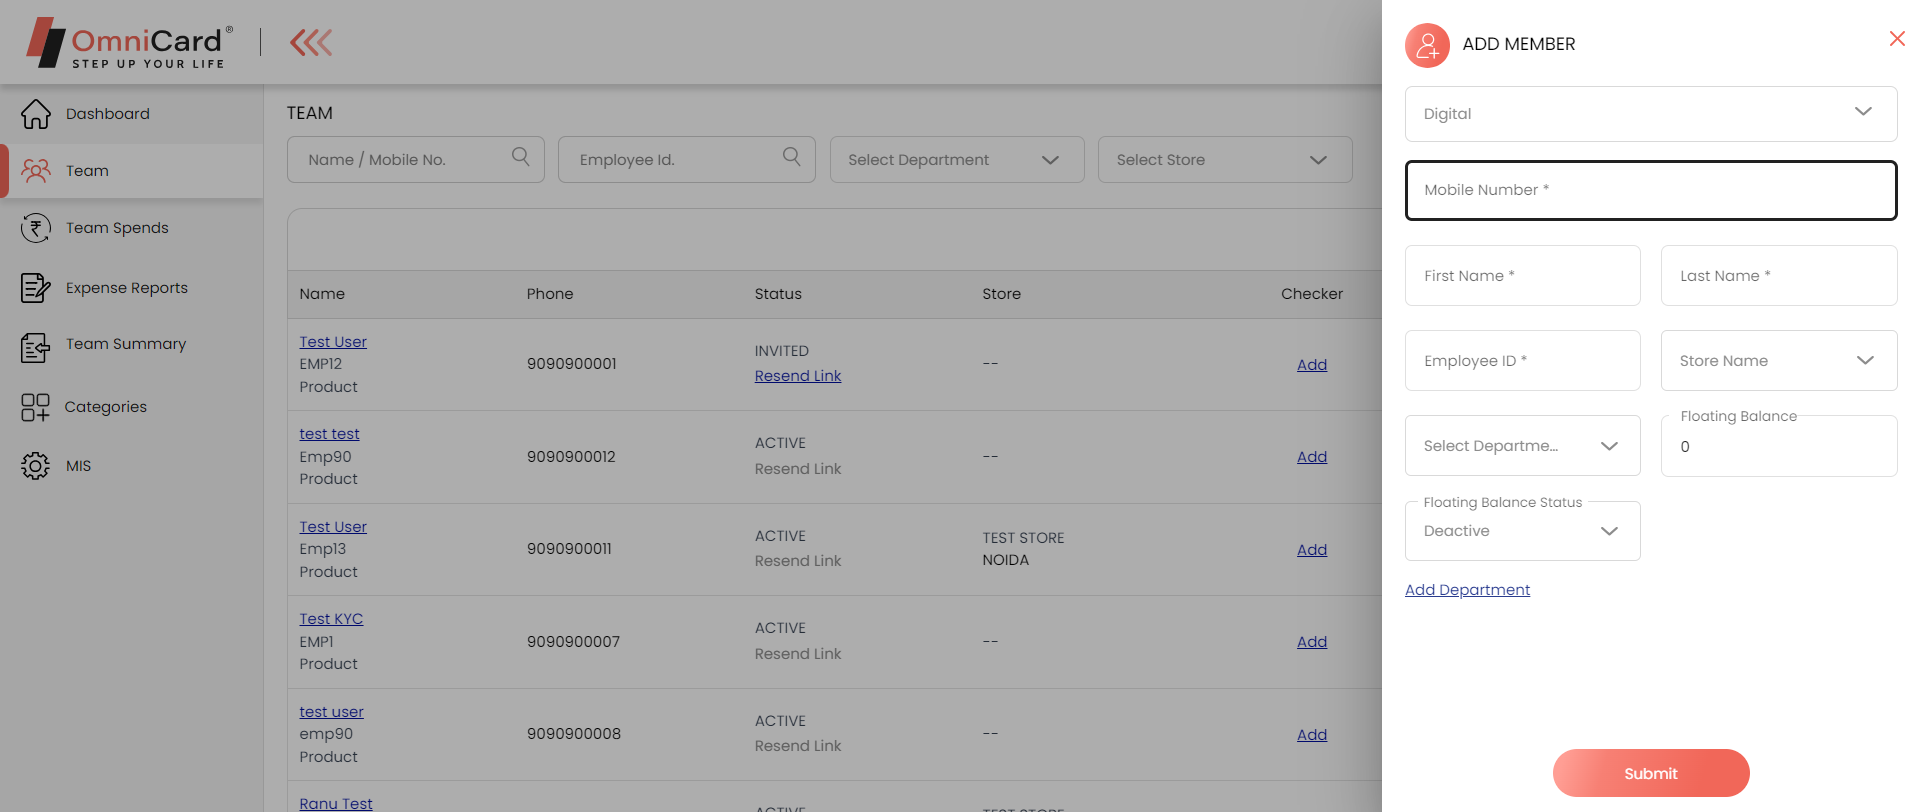 OmniCard®
STEP UP YOUR LIFE
Dashboard
Team
Team Spends
Expense Reports
Team Summary
Categories
MIS
TEAM
Name / Mobile No.
Employee Id.
Select Department
Select Store
Name Phone Status Store Checker
Test User
EMP12
Product
9090900001
INVITED
Resend Link
--
Add
test test
Emp90
Product
9090900012
ACTIVE
Resend Link
--
Add
Test User
Emp13
Product
9090900011
ACTIVE
Resend Link
TEST STORE
NOIDA
Add
Test KYC
EMP1
Product
9090900007
ACTIVE
Resend Link
--
Add
test user
emp90
Product
9090900008
ACTIVE
Resend Link
--
Add
Ranu Test
ACTIVE
TEST STORE
ADD MEMBER
Digital
Mobile Number *
First Name *
Last Name *
Employee ID *
Store Name
Select Departme...
Floating Balance
0
Floating Balance Status
Deactive
Add Department
Submit